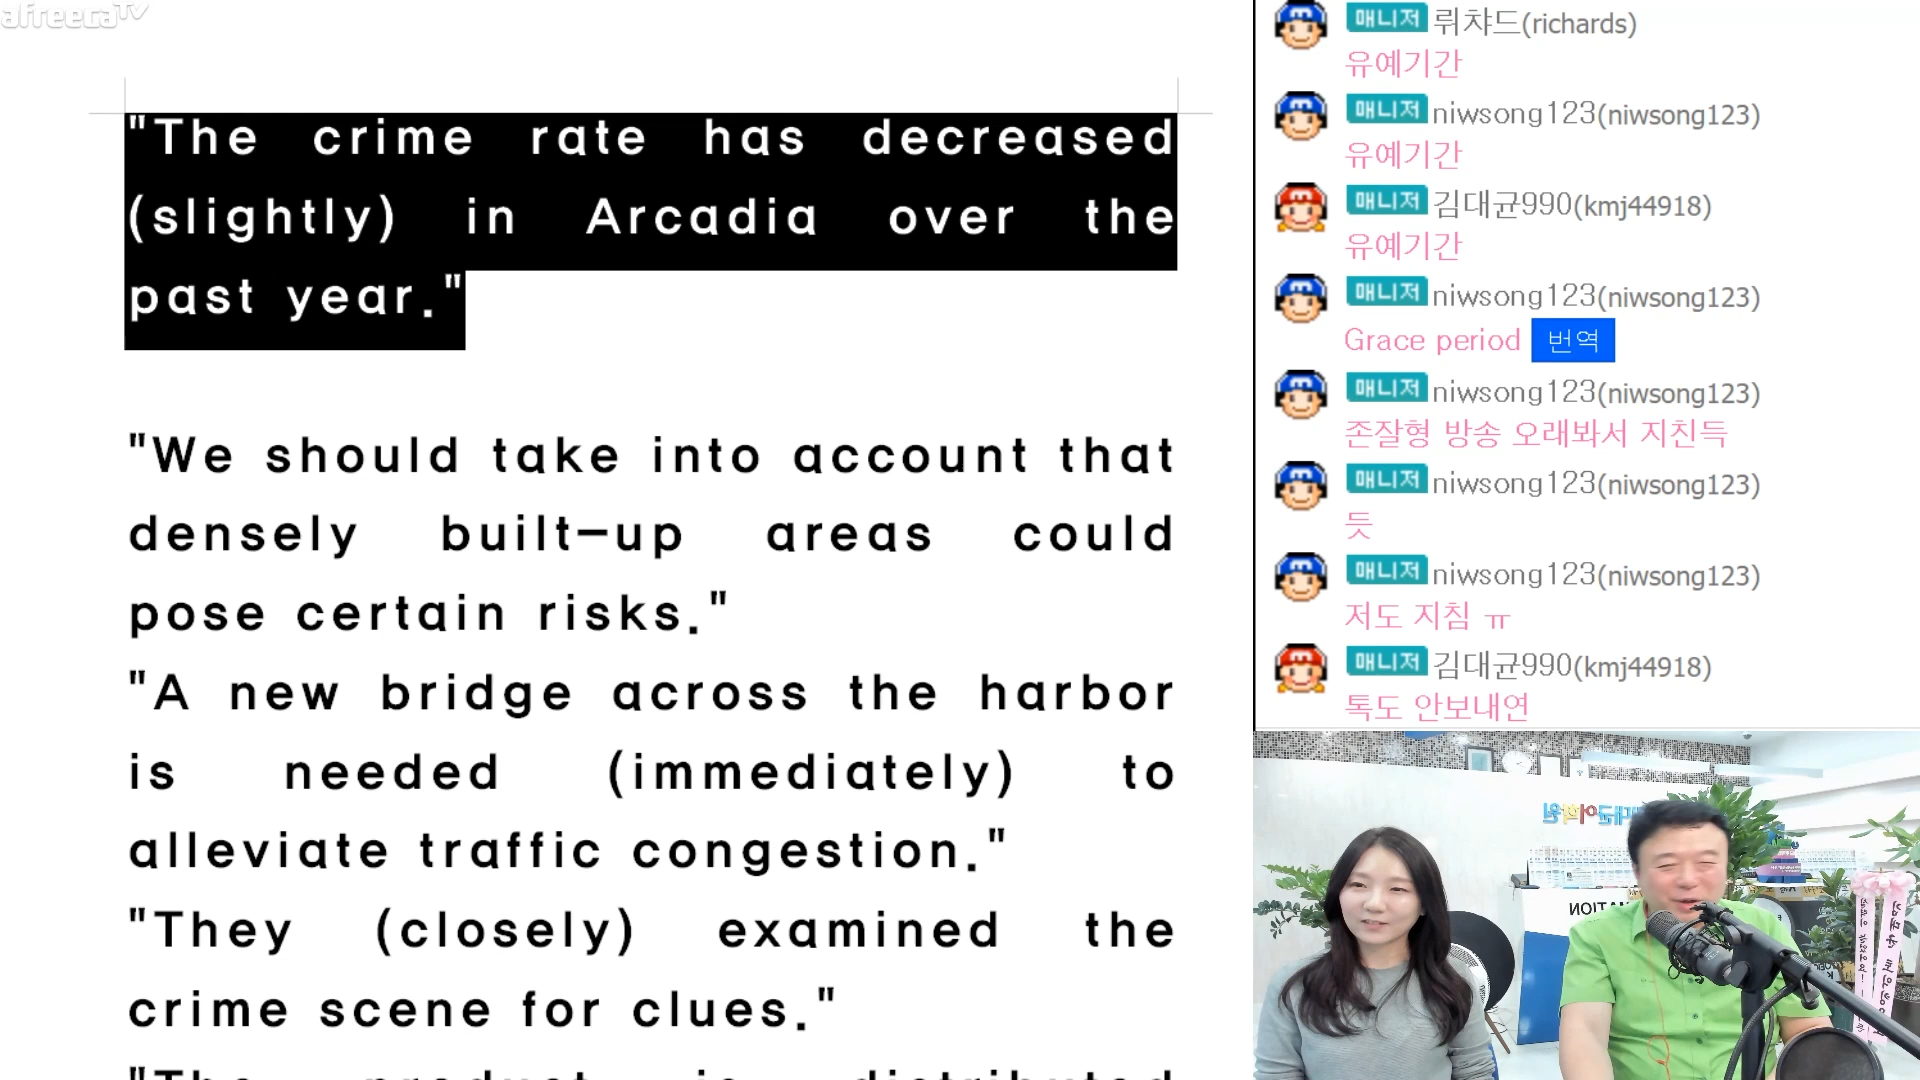 afreecaTV
"The crime rate has decreased
(slightly) in Arcadia over the
past year."
"We should take into account that
densely built-up areas could
pose certain risks."
"A new bridge across the harbor
is needed (immediately) to
alleviate traffic congestion."
"They (closely) examined the
crime scene for clues."
"The product is distributed
매니저 뤼챠드(richards)
유예기간
매니저 niwsong123(niwsong123)
유예기간
매니저 김대균990(kmj44918)
유예기간
매니저 niwsong123(niwsong123)
Grace period 번역
매니저 niwsong123(niwsong123)
존잘형 방송 오래봐서 지친득
매니저 niwsong123(niwsong123)
듯
매니저 niwsong123(niwsong123)
저도 지침 ㅠ
매니저 김대균990(kmj44918)
톡도 안보내연